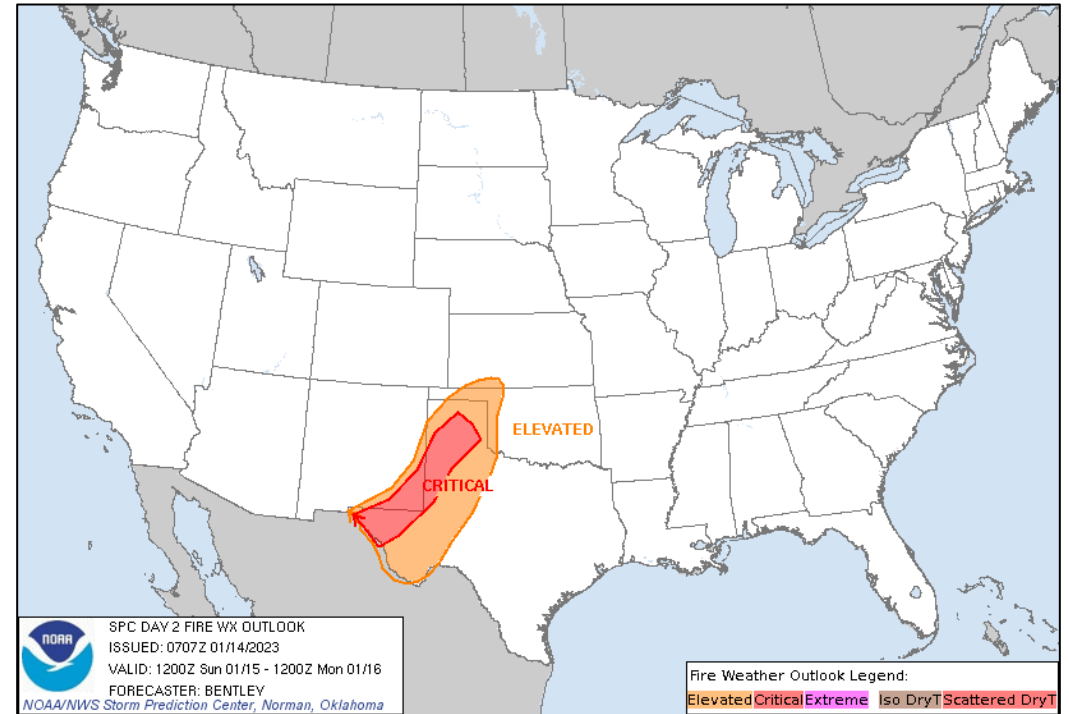 ELEVATED
CRITICAL
NOAA
SPC DAY 2 FIRE WX OUTLOOK
ISSUED: 0707Z 01/14/2023
VALID: 1200Z Sun 01/15 - 1200Z Mon 01/16
FORECASTER: BENTLEY
NOAA/NWS Storm Prediction Center, Norman, Oklahoma
Fire Weather Outlook Legend:
Elevated Critical Extreme Iso DryT Scattered DryT